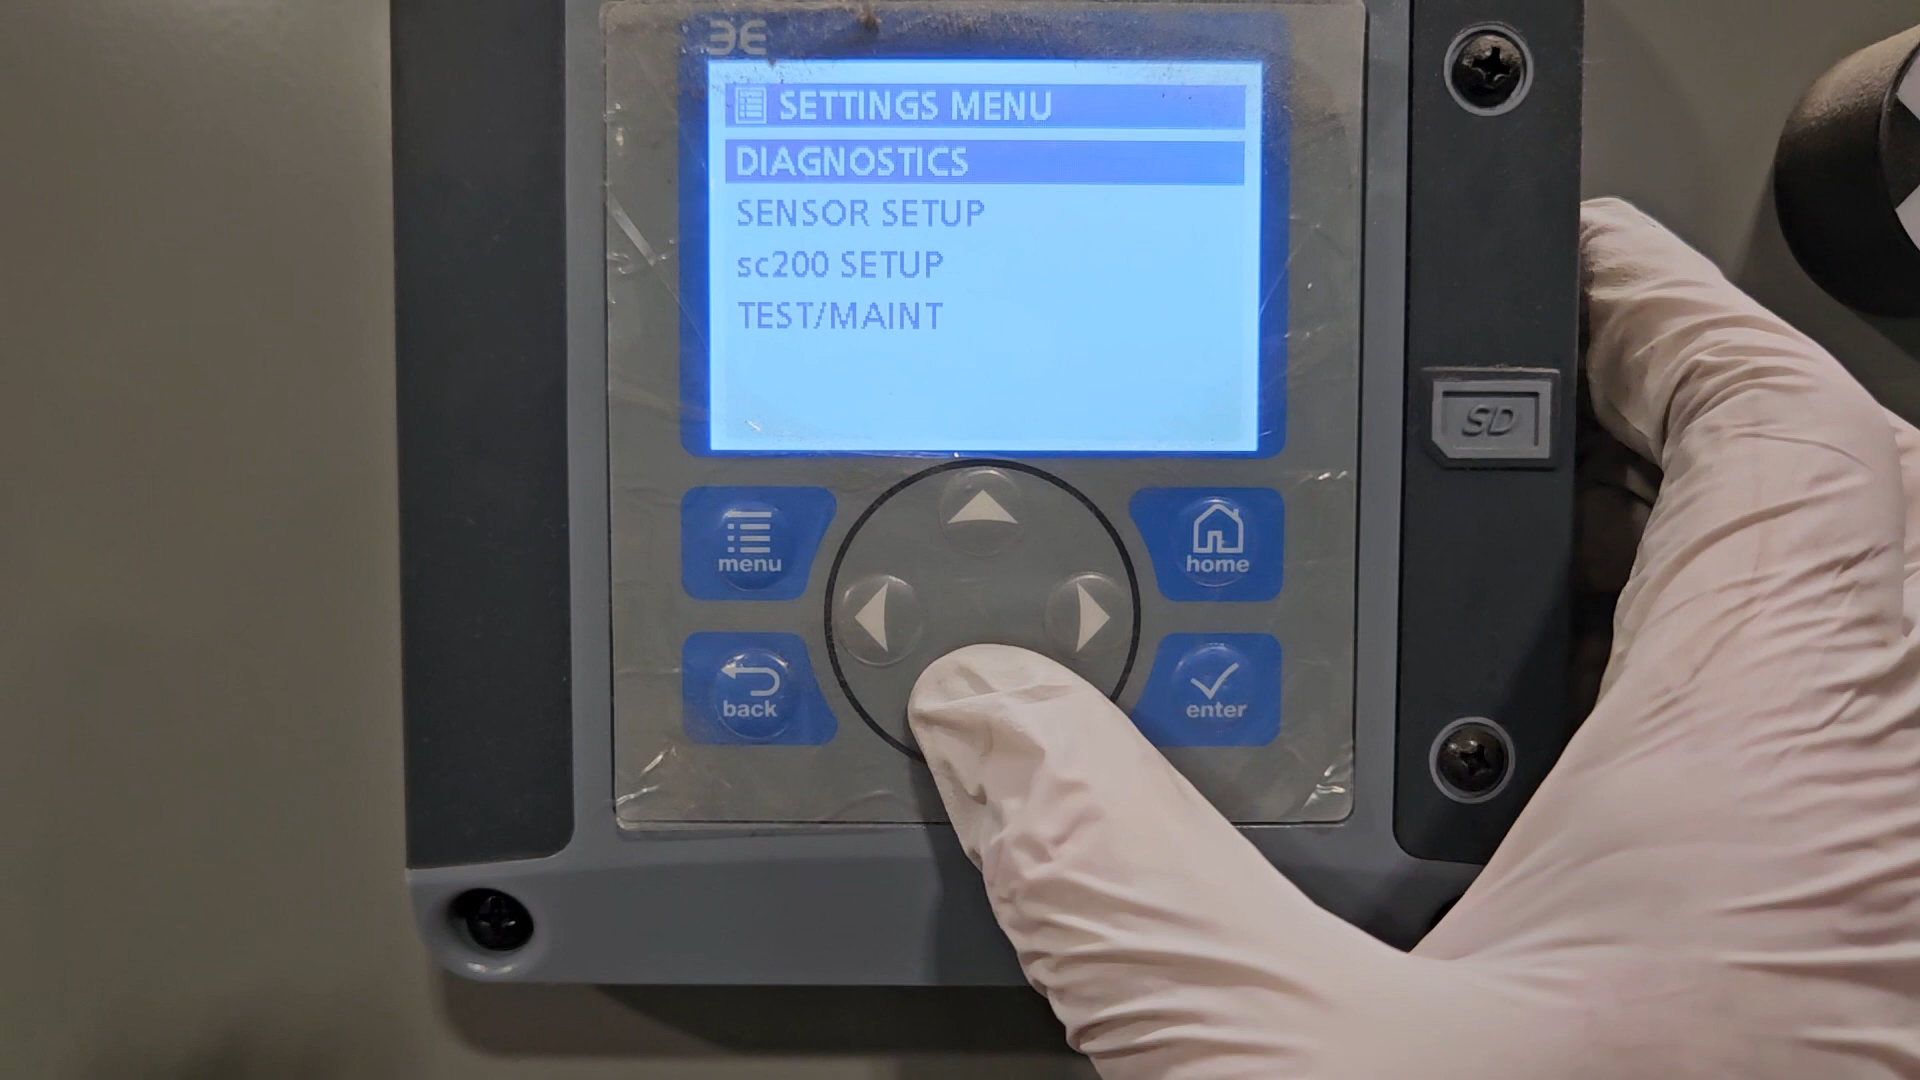 SETTINGS MENU
DIAGNOSTICS
SENSOR SETUP
sc200 SETUP
TEST/MAINT
SD
menu
home
back
enter